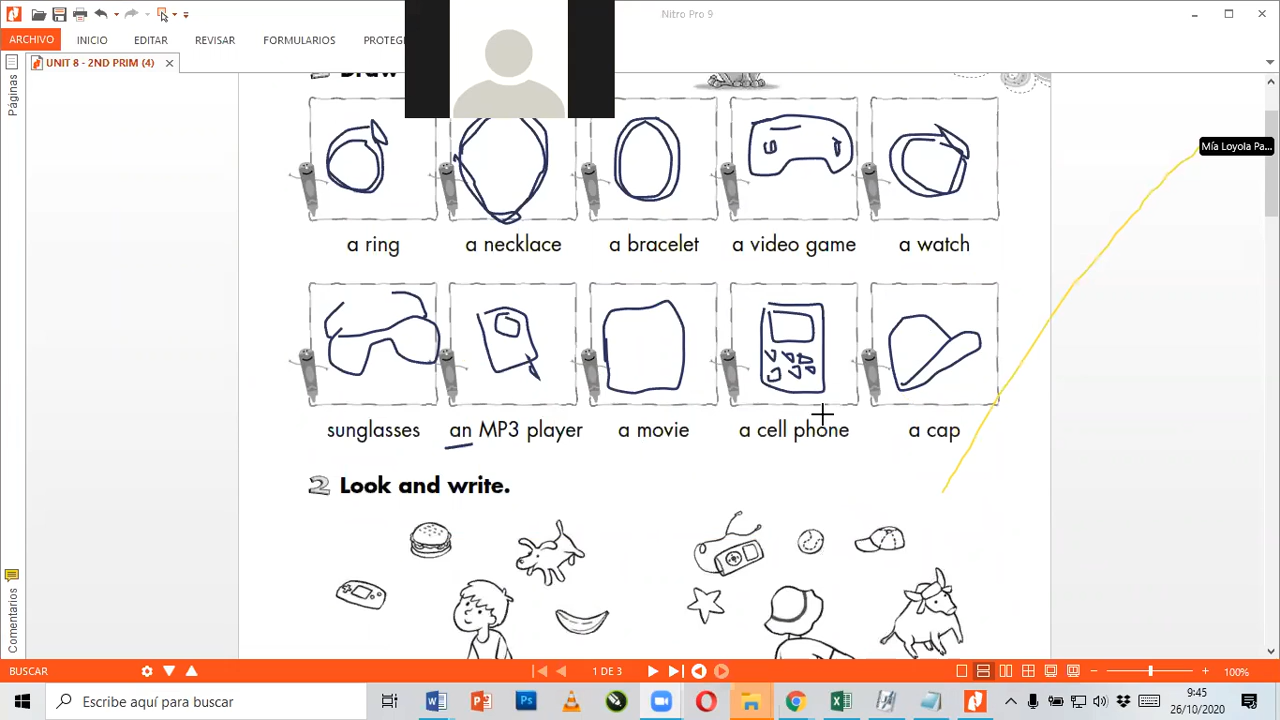 Nitro Pro 9
ARCHIVO INICIO EDITAR REVISAR FORMULARIOS
UNIT 8 - 2ND PRIM (4)
Páginas
Draw
Mía Loyola Pa...
a ring a necklace a bracelet a video game a watch
sunglasses an MP3 player a movie a cell phone a cap
2 Look and write.
Comentarios
BUSCAR 1 DE 3 100%
Escribe aquí para buscar
9:45
26/10/2020